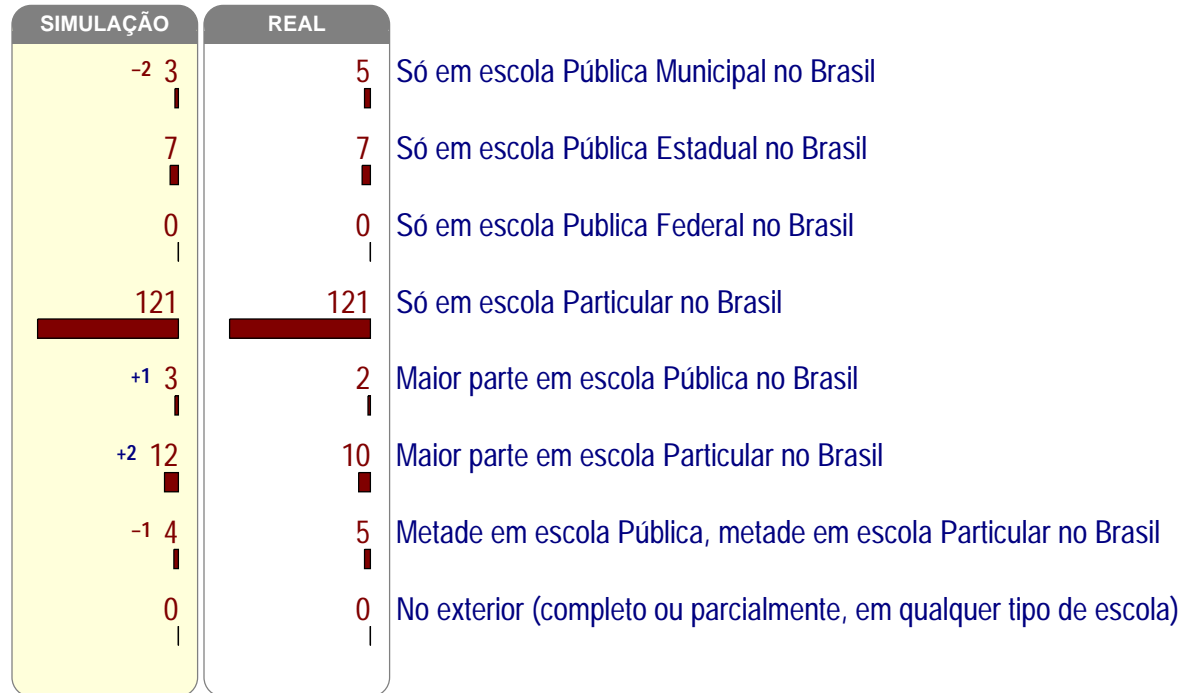 SIMULAÇÃO REAL
−2 3 5 Só em escola Pública Municipal no Brasil
7 7 Só em escola Pública Estadual no Brasil
0 0 Só em escola Publica Federal no Brasil
121 121 Só em escola Particular no Brasil
+1 3 2 Maior parte em escola Pública no Brasil
+2 12 10 Maior parte em escola Particular no Brasil
−1 4 5 Metade em escola Pública, metade em escola Particular no Brasil
0 0 No exterior (completo ou parcialmente, em qualquer tipo de escola)